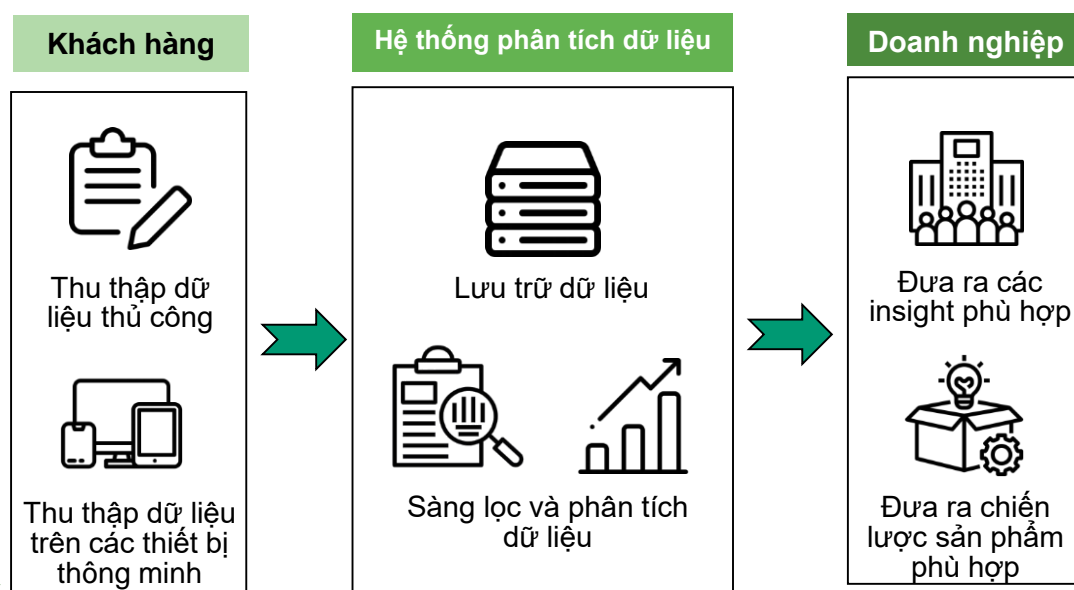 Khách hàng
Thu thập dữ
liệu thủ công
Thu thập dữ liệu
trên các thiết bị
thông minh
Hệ thống phân tích dữ liệu
Lưu trữ dữ liệu
Sàng lọc và phân tích
dữ liệu
Doanh nghiệp
Đưa ra các
insight phù hợp
Đưa ra chiến
lược sản phẩm
phù hợp